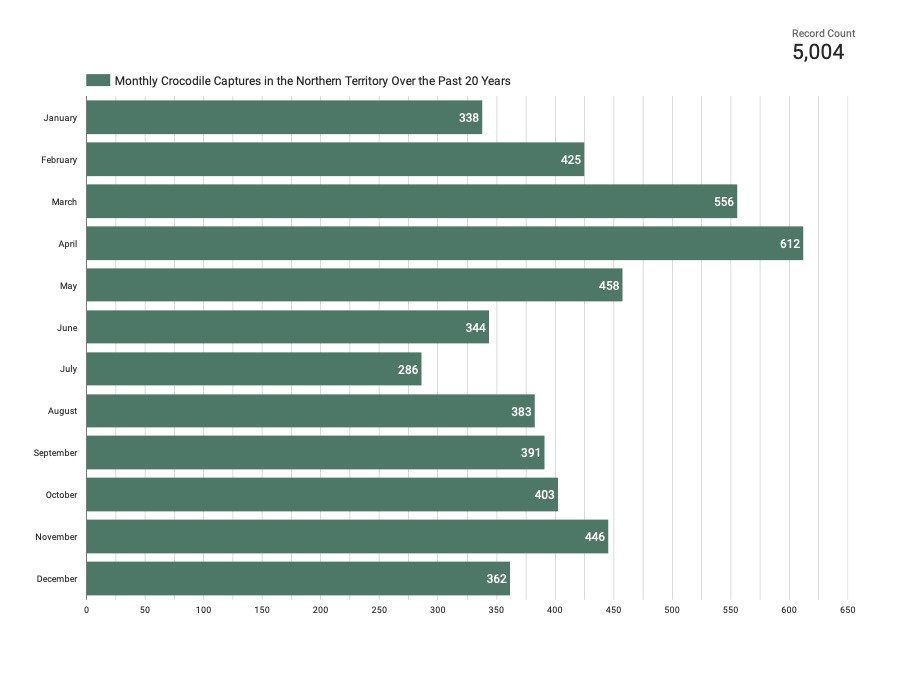 Record Count
5,004
Monthly Crocodile Captures in the Northern Territory Over the Past 20 Years
January 338
February 425
March 556
April 612
May 458
June 344
July 286
August 383
September 391
October 403
November 446
December 362
0 50 100 150 200 250 300 350 400 450 500 550 600 650